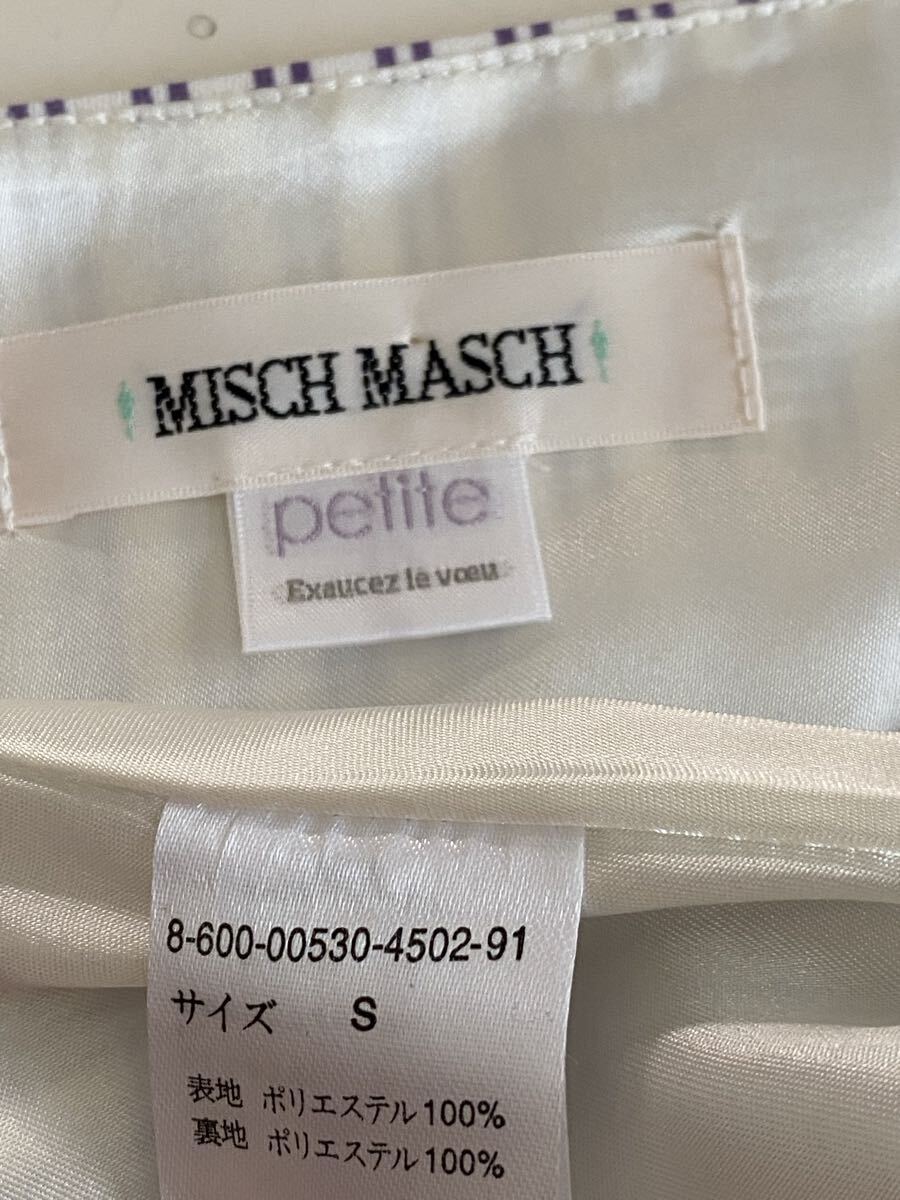 MISCH MASCH
petite
Exaucez le vœu
8-600-00530-4502-91
サイズ S
表地 ポリエステル100%
裏地 ポリエステル100%